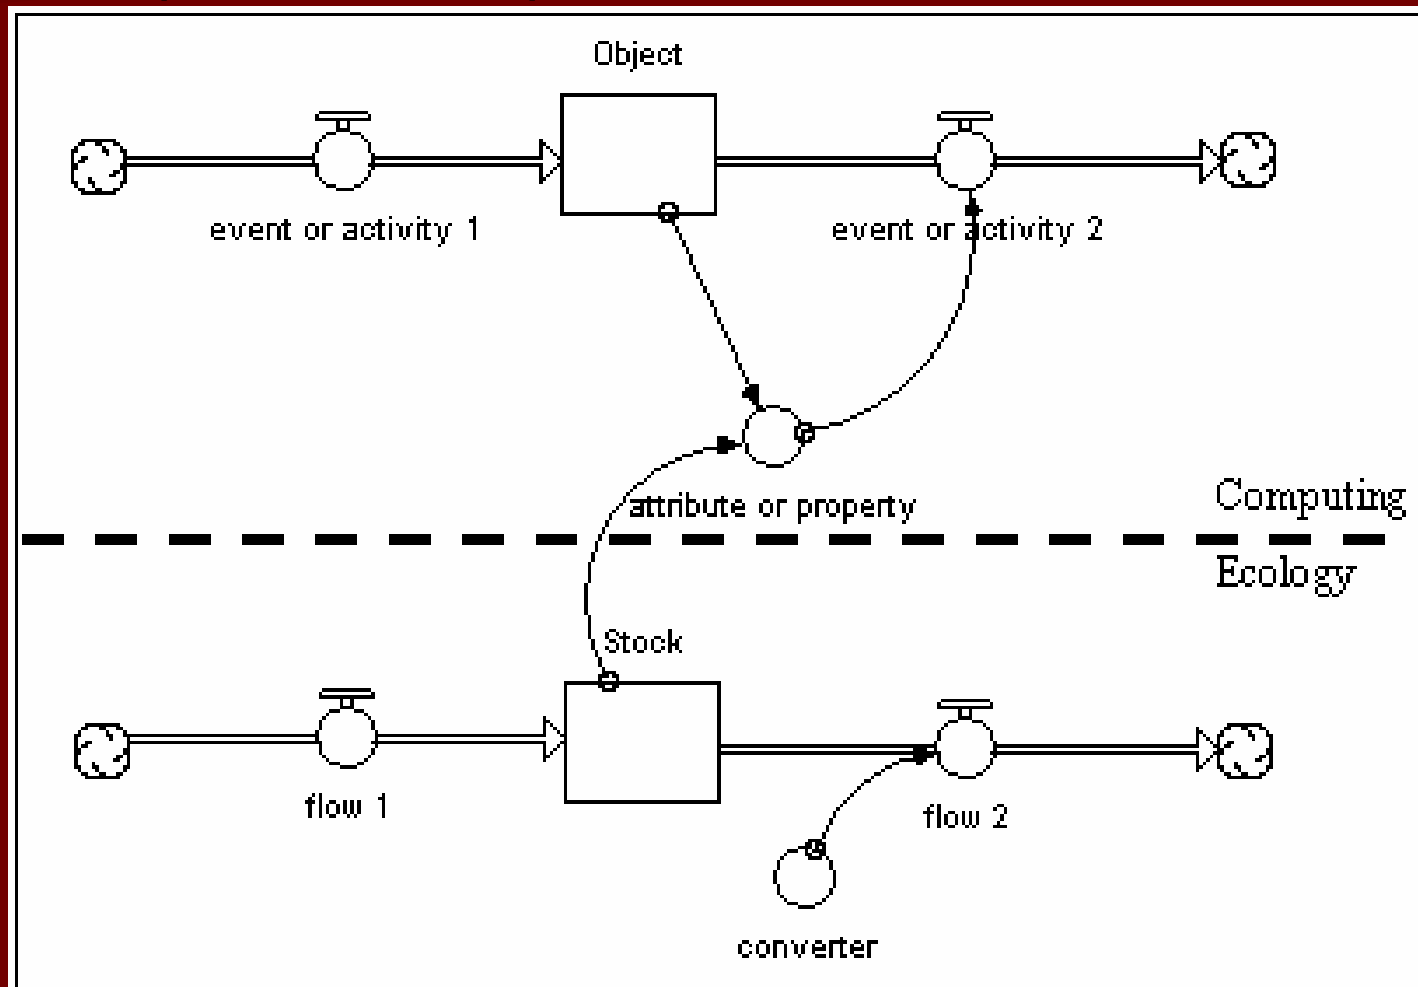 Object
event or activity 1
event or activity 2
attribute or property
Computing
Ecology
Stock
flow 1
flow 2
converter